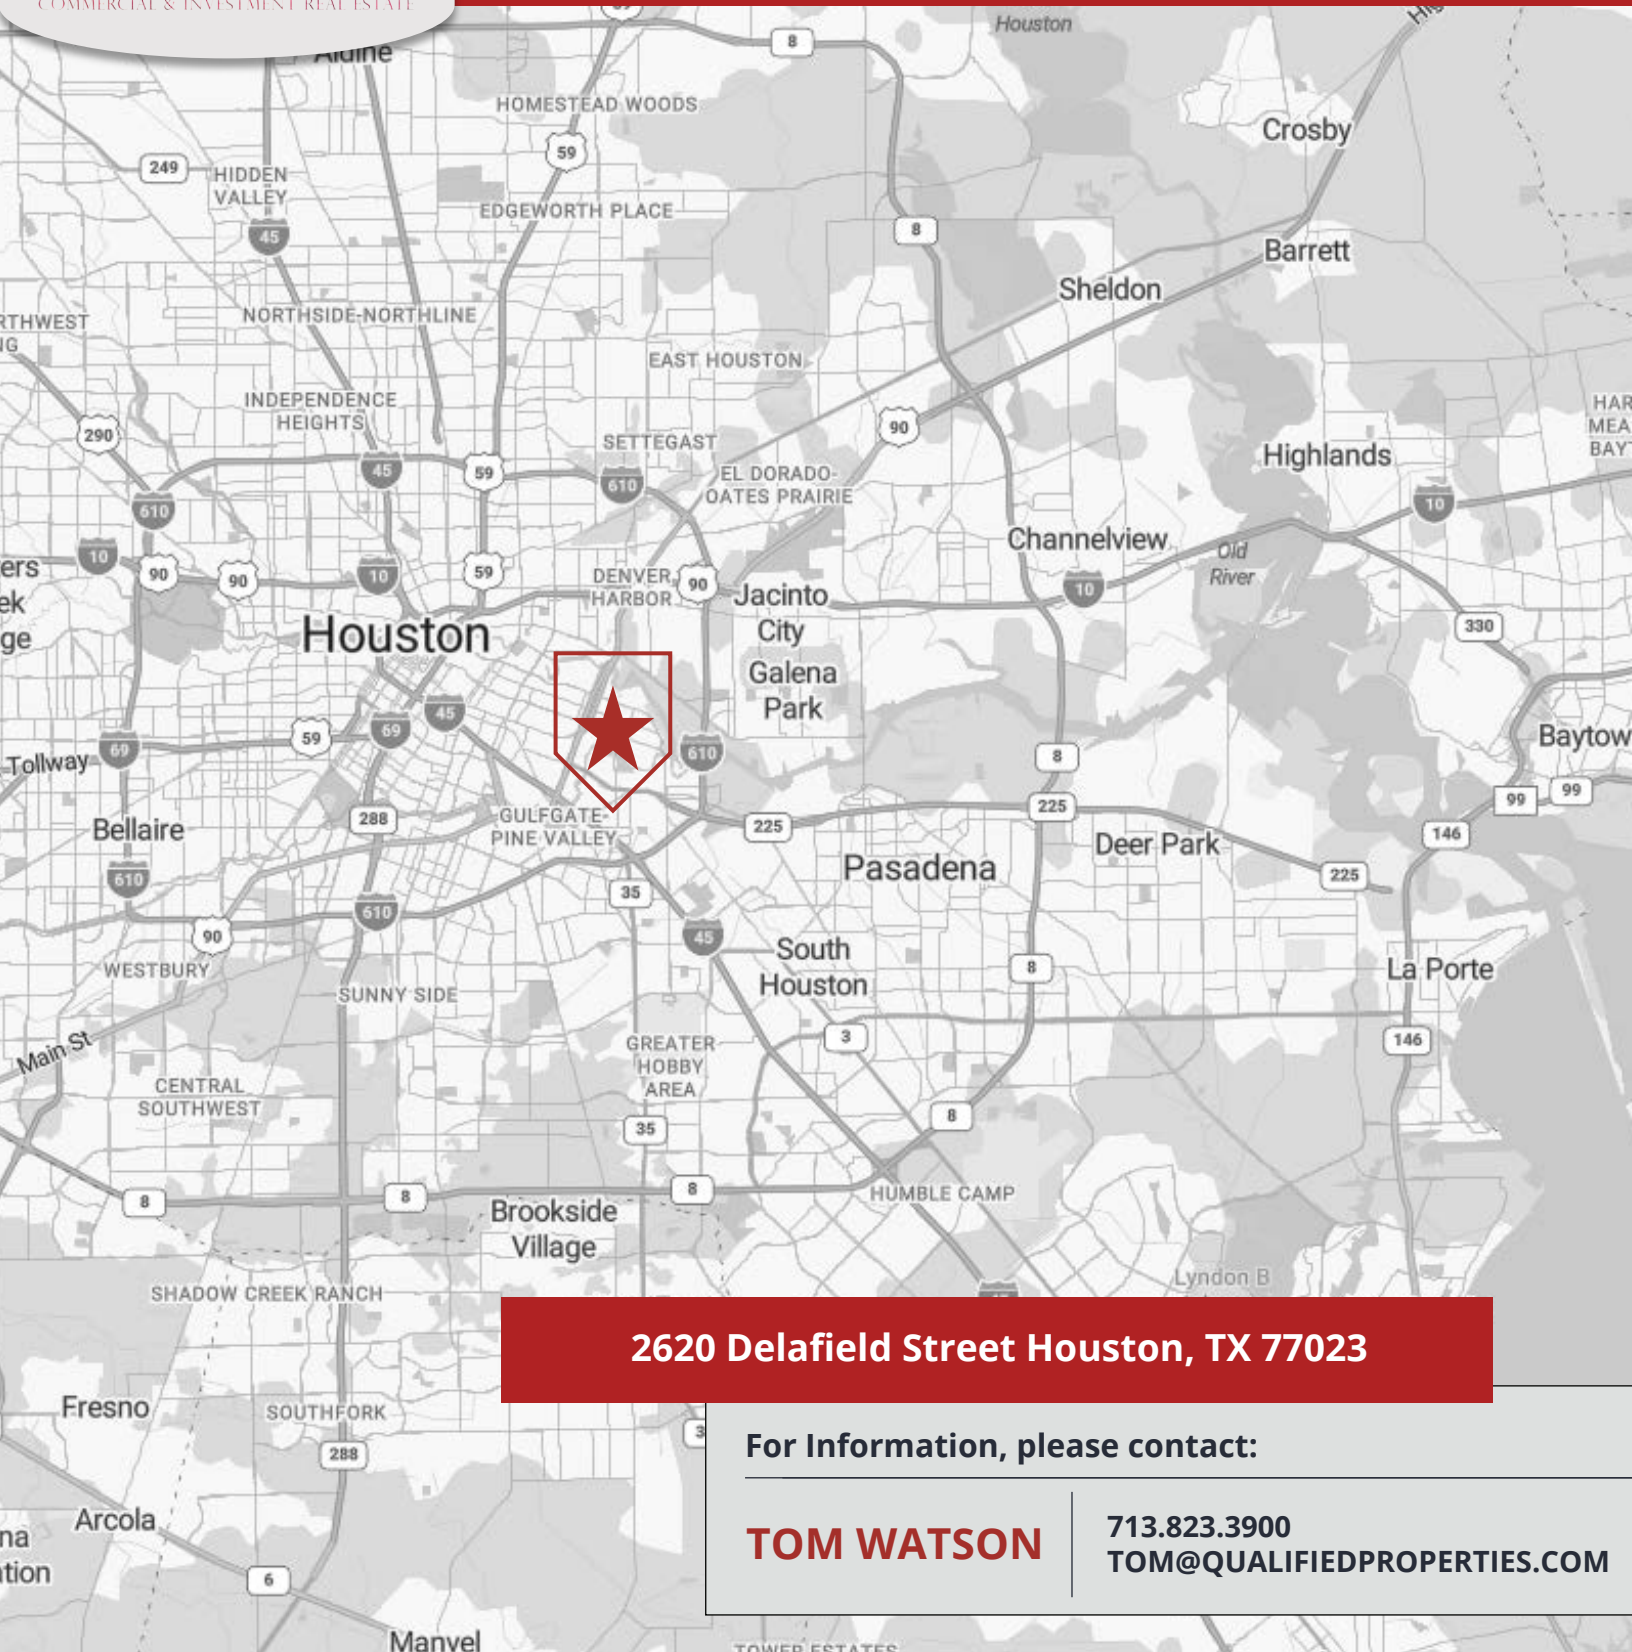 COMMERCIAL & INVESTMENT REAL ESTATE
Aldine
Houston
8
HOMESTEAD WOODS
59
Crosby
249
HIDDEN
VALLEY
EDGEWORTH PLACE
45
8
Barrett
Sheldon
NORTHSIDE-NORTHLINE
EAST HOUSTON
INDEPENDENCE
HEIGHTS
290
90
SETTEGAST
45
59
610
EL DORADO-
OATES PRAIRIE
Highlands
10
610
Channelview
Old
River
10
90
90
10
59
DENVER
HARBOR
90
Jacinto
City
10
330
Houston
Galena
Park
45
69
59
69
610
8
Baytow
Tollway
99
99
288
GULFGATE-
PINE VALLEY
225
225
146
Bellaire
Deer Park
Pasadena
225
610
35
610
90
45
South
Houston
8
La Porte
WESTBURY
SUNNY SIDE
3
146
Main St
GREATER
HOBBY
AREA
CENTRAL
SOUTHWEST
35
8
8
8
8
HUMBLE CAMP
Brookside
Village
Lyndon B
SHADOW CREEK RANCH
2620 Delafield Street Houston, TX 77023
Fresno
SOUTHFORK
288
For Information, please contact:
Arcola
TOM WATSON
713.823.3900
TOM@QUALIFIEDPROPERTIES.COM
6
Manvel
TOWER ESTATES